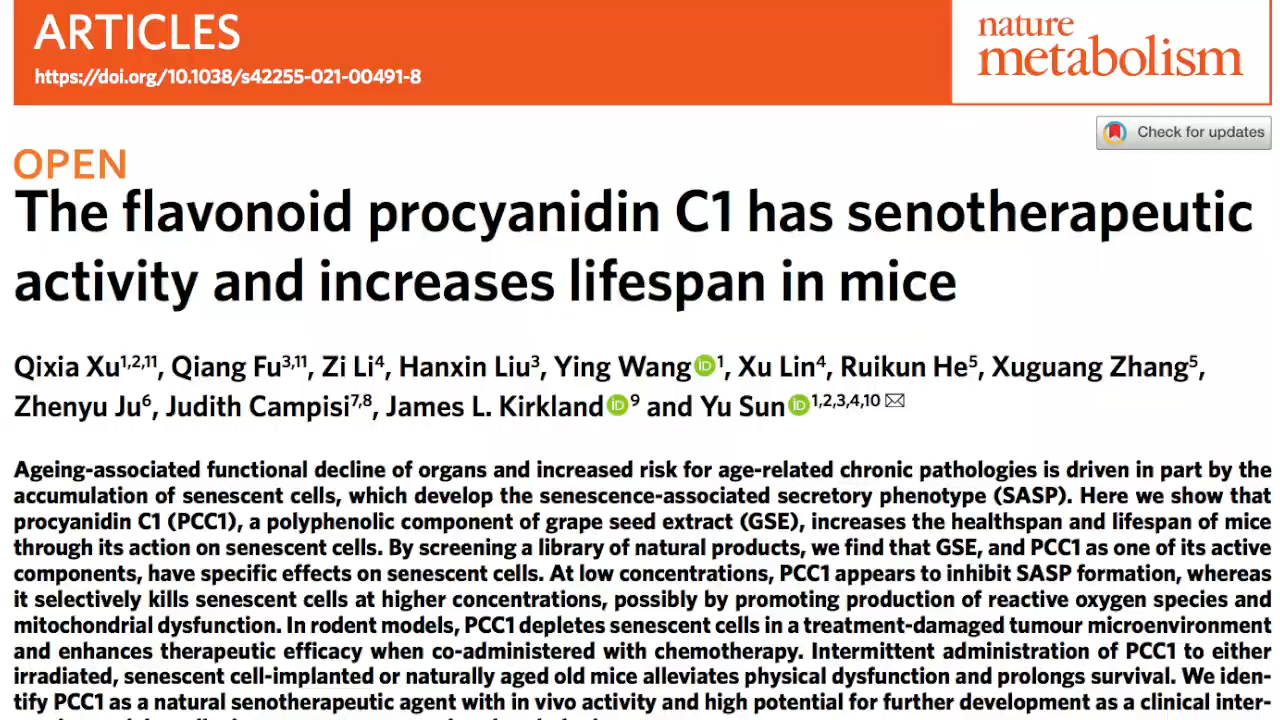 ARTICLES
https://doi.org/10.1038/s42255-021-00491-8
nature
metabolism
Check for updates
OPEN
The flavonoid procyanidin C1 has senotherapeutic
activity and increases lifespan in mice
Qixia Xu1,2,11, Qiang Fu3,11, Zi Li4, Hanxin Liu3, Ying Wang iD 1, Xu Lin4, Ruikun He5, Xuguang Zhang5,
Zhenyu Ju6, Judith Campisi7,8, James L. Kirkland iD 9 and Yu Sun iD 1,2,3,4,10
Ageing-associated functional decline of organs and increased risk for age-related chronic pathologies is driven in part by the
accumulation of senescent cells, which develop the senescence-associated secretory phenotype (SASP). Here we show that
procyanidin C1 (PCC1), a polyphenolic component of grape seed extract (GSE), increases the healthspan and lifespan of mice
through its action on senescent cells. By screening a library of natural products, we find that GSE, and PCC1 as one of its active
components, have specific effects on senescent cells. At low concentrations, PCC1 appears to inhibit SASP formation, whereas
it selectively kills senescent cells at higher concentrations, possibly by promoting production of reactive oxygen species and
mitochondrial dysfunction. In rodent models, PCC1 depletes senescent cells in a treatment-damaged tumour microenvironment
and enhances therapeutic efficacy when co-administered with chemotherapy. Intermittent administration of PCC1 to either
irradiated, senescent cell-implanted or naturally aged old mice alleviates physical dysfunction and prolongs survival. We iden-
tify PCC1 as a natural senotherapeutic agent with in vivo activity and high potential for further development as a clinical inter-